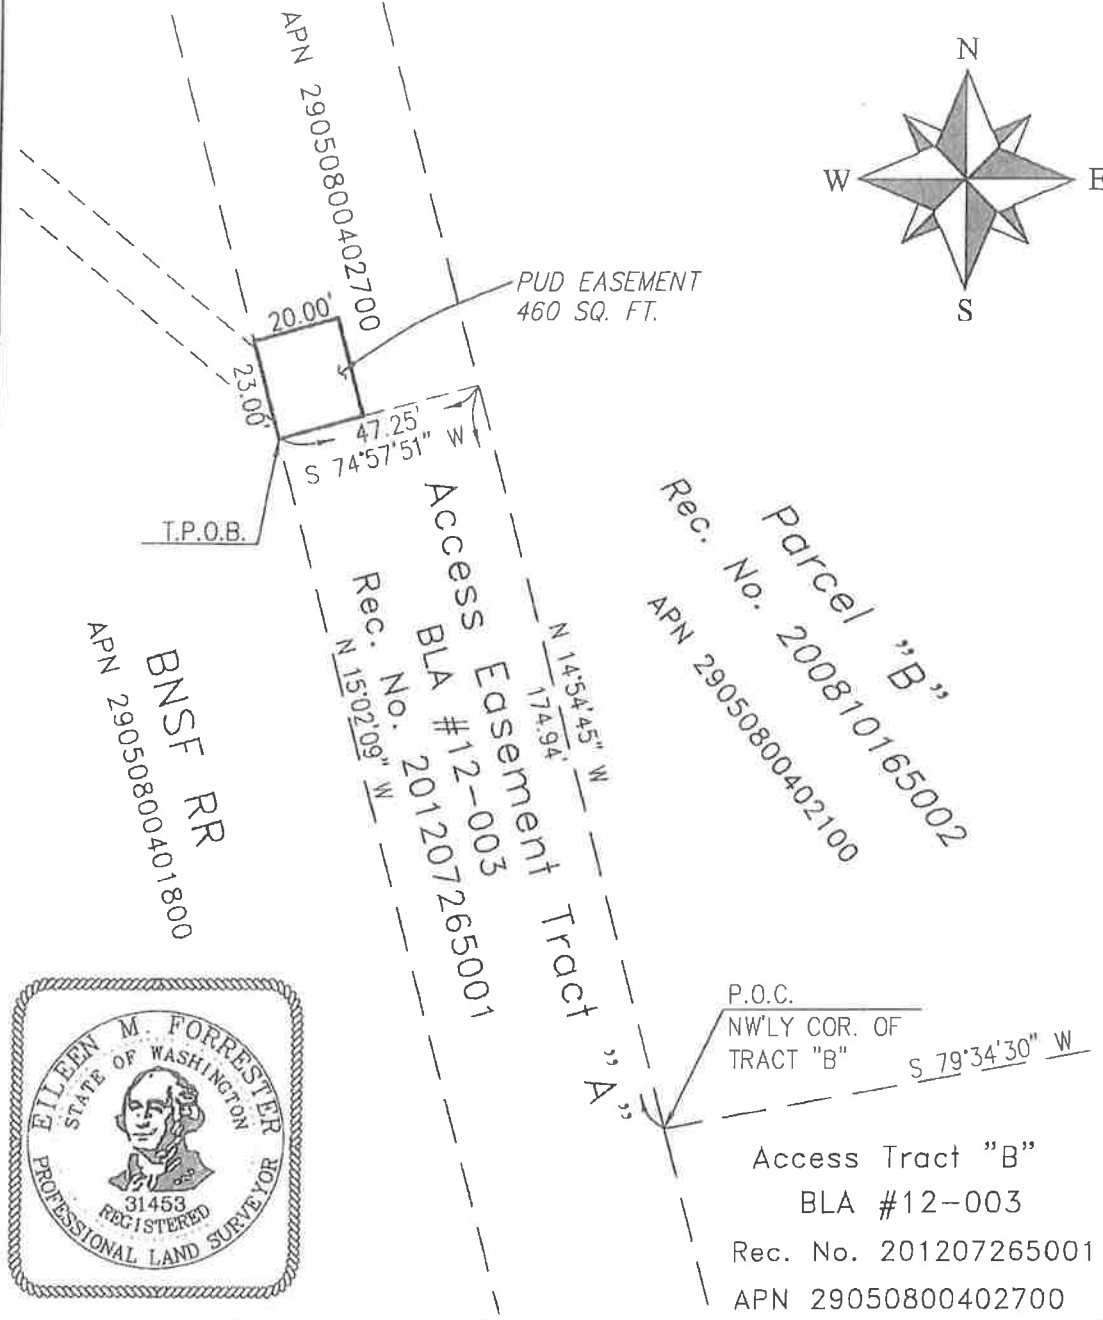 N
W
E
S
APN 29050800402700
PUD EASEMENT
460 SQ. FT.
20.00'
23.00'
47.25'
S 74°57'51" W
T.P.O.B.
Access Easement Tract "A"
BLA #12-003
Rec. No. 201207265001
N 15°02'09" W
N 14°54'45" W
174.94'
Parcel "B"
Rec. No. 200810165002
APN 29050800402100
BNSF RR
APN 29050800401800
P.O.C.
NW'LY COR. OF
TRACT "B"
S 79°34'30" W
Access Tract "B"
BLA #12-003
Rec. No. 201207265001
APN 29050800402700
EILEEN M. FORRESTER
STATE OF WASHINGTON
31453
REGISTERED
PROFESSIONAL LAND SURVEYOR